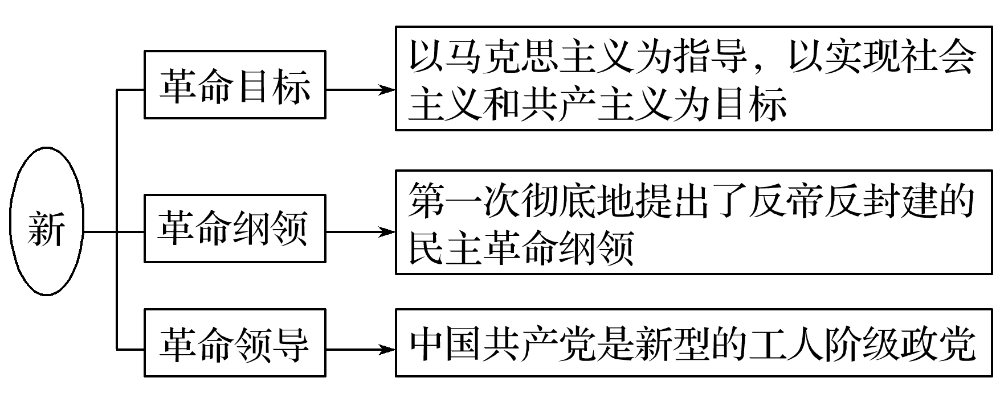 新
革命目标
以马克思主义为指导，以实现社会
主义和共产主义为目标
革命纲领
第一次彻底地提出了反帝反封建的
民主革命纲领
革命领导
中国共产党是新型的工人阶级政党